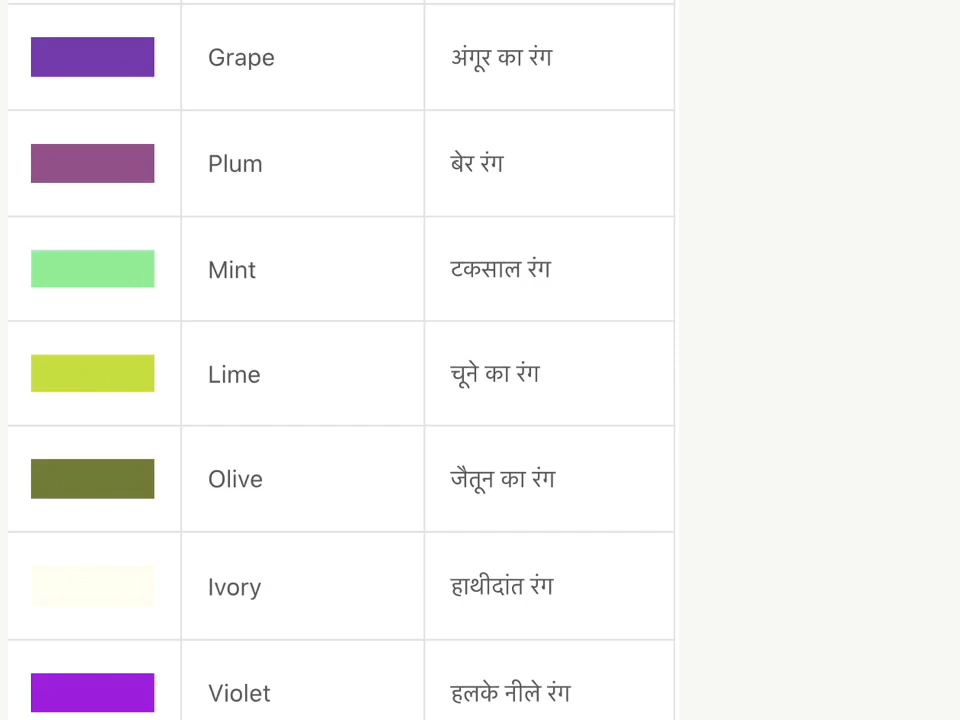 Grape अंगूर का रंग
Plum बेर रंग
Mint टकसाल रंग
Lime चूने का रंग
Olive जैतून का रंग
Ivory हाथीदांत रंग
Violet हलके नीले रंग